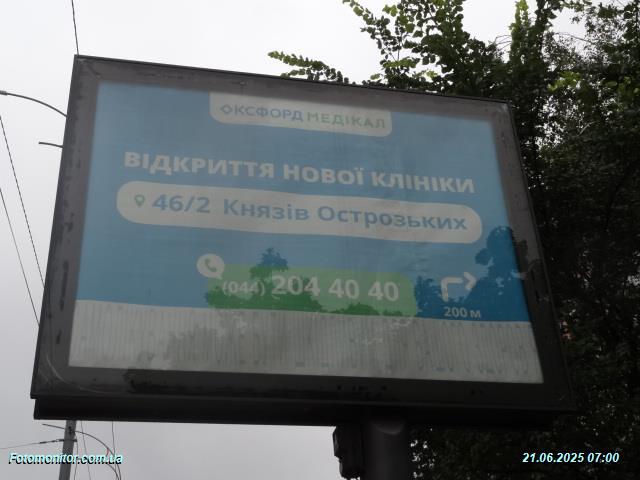 ОКСФОРД МЕДІКАЛ
ВІДКРИТТЯ НОВОЇ КЛІНІКИ
46/2 Князів Острозьких
(044) 204 40 40
200 м
Fotomonitor.com.ua
21.06.2025 07:00